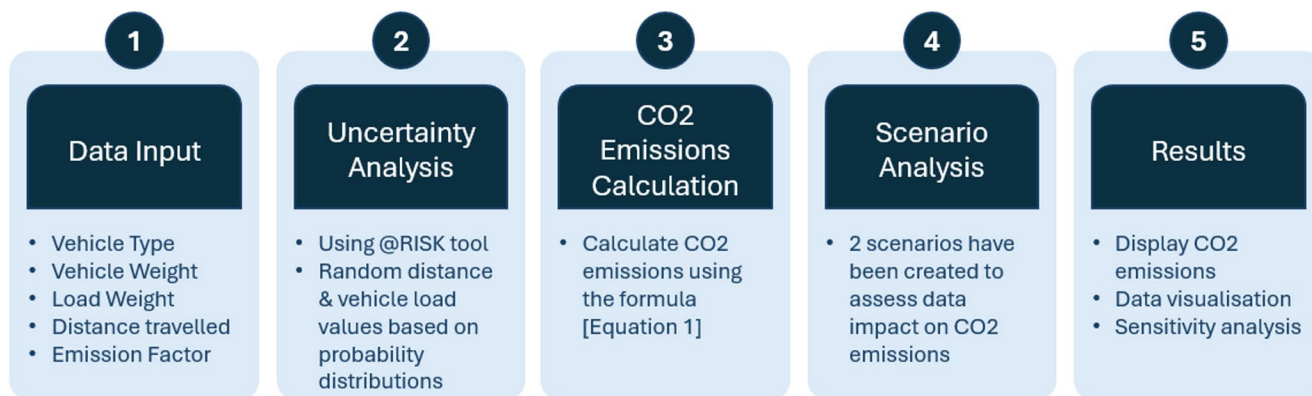 1
Data Input
• Vehicle Type
• Vehicle Weight
• Load Weight
• Distance travelled
• Emission Factor
2
Uncertainty
Analysis
• Using @RISK tool
• Random distance
& vehicle load
values based on
probability
distributions
3
CO2
Emissions
Calculation
• Calculate CO2
emissions using
the formula
[Equation 1]
4
Scenario
Analysis
• 2 scenarios have
been created to
assess data
impact on CO2
emissions
5
Results
• Display CO2
emissions
• Data visualisation
• Sensitivity analysis